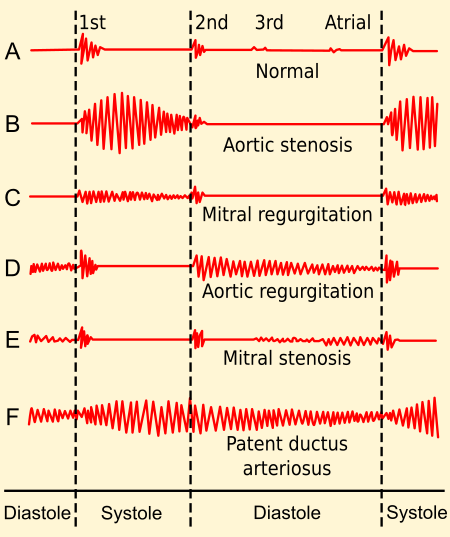 1st 2nd 3rd Atrial
A
Normal
B
Aortic stenosis
C
Mitral regurgitation
D
Aortic regurgitation
E
Mitral stenosis
F
Patent ductus
arteriosus
Diastole Systole Diastole Systole